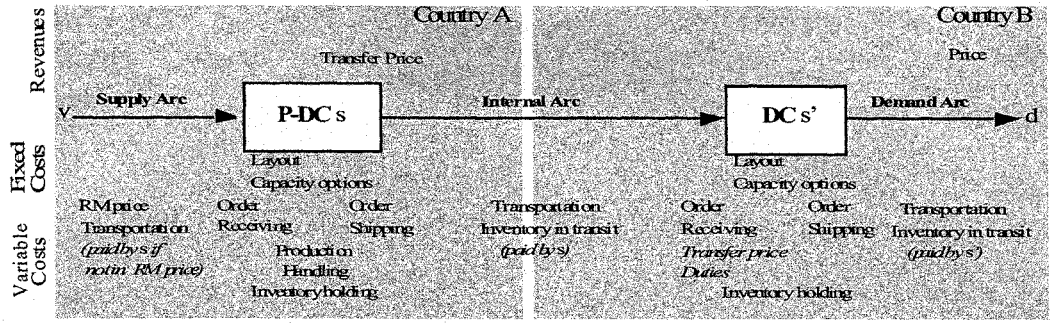 Country A
Country B
Revenues
Transfer Price
Price
v
Supply Arc
P-DC s
Internal Arc
DC s'
Demand Arc
d
Fixed
Costs
Layout
Capacity options
Layout
Capacity options
Variable
Costs
RM price
Transportation
(paid by s if
not in RM price)
Order
Receiving
Order
Shipping
Production
Handling
Inventory holding
Transportation
Inventory in transit
(paid by s)
Order
Receiving
Transfer price
Duties
Order
Shipping
Inventory holding
Transportation
Inventory in transit
(paid by s')